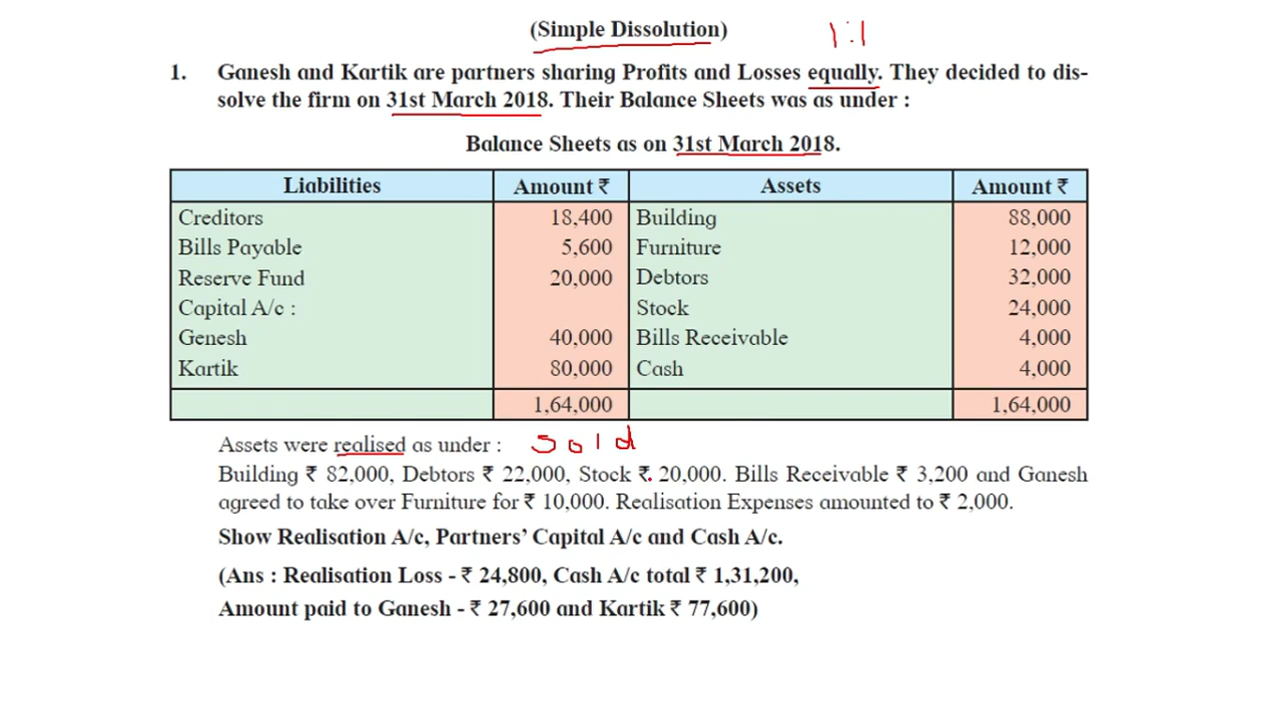 (Simple Dissolution) 1:1
1. Ganesh and Kartik are partners sharing Profits and Losses equally. They decided to dis-
solve the firm on 31st March 2018. Their Balance Sheets was as under :
Balance Sheets as on 31st March 2018.
Liabilities Amount ₹ Assets Amount ₹
Creditors 18,400 Building 88,000
Bills Payable 5,600 Furniture 12,000
Reserve Fund 20,000 Debtors 32,000
Capital A/c : Stock 24,000
Genesh 40,000 Bills Receivable 4,000
Kartik 80,000 Cash 4,000
1,64,000 1,64,000
Assets were realised as under : sold
Building ₹ 82,000, Debtors ₹ 22,000, Stock ₹. 20,000. Bills Receivable ₹ 3,200 and Ganesh
agreed to take over Furniture for ₹ 10,000. Realisation Expenses amounted to ₹ 2,000.
Show Realisation A/c, Partners' Capital A/c and Cash A/c.
(Ans : Realisation Loss - ₹ 24,800, Cash A/c total ₹ 1,31,200,
Amount paid to Ganesh - ₹ 27,600 and Kartik ₹ 77,600)